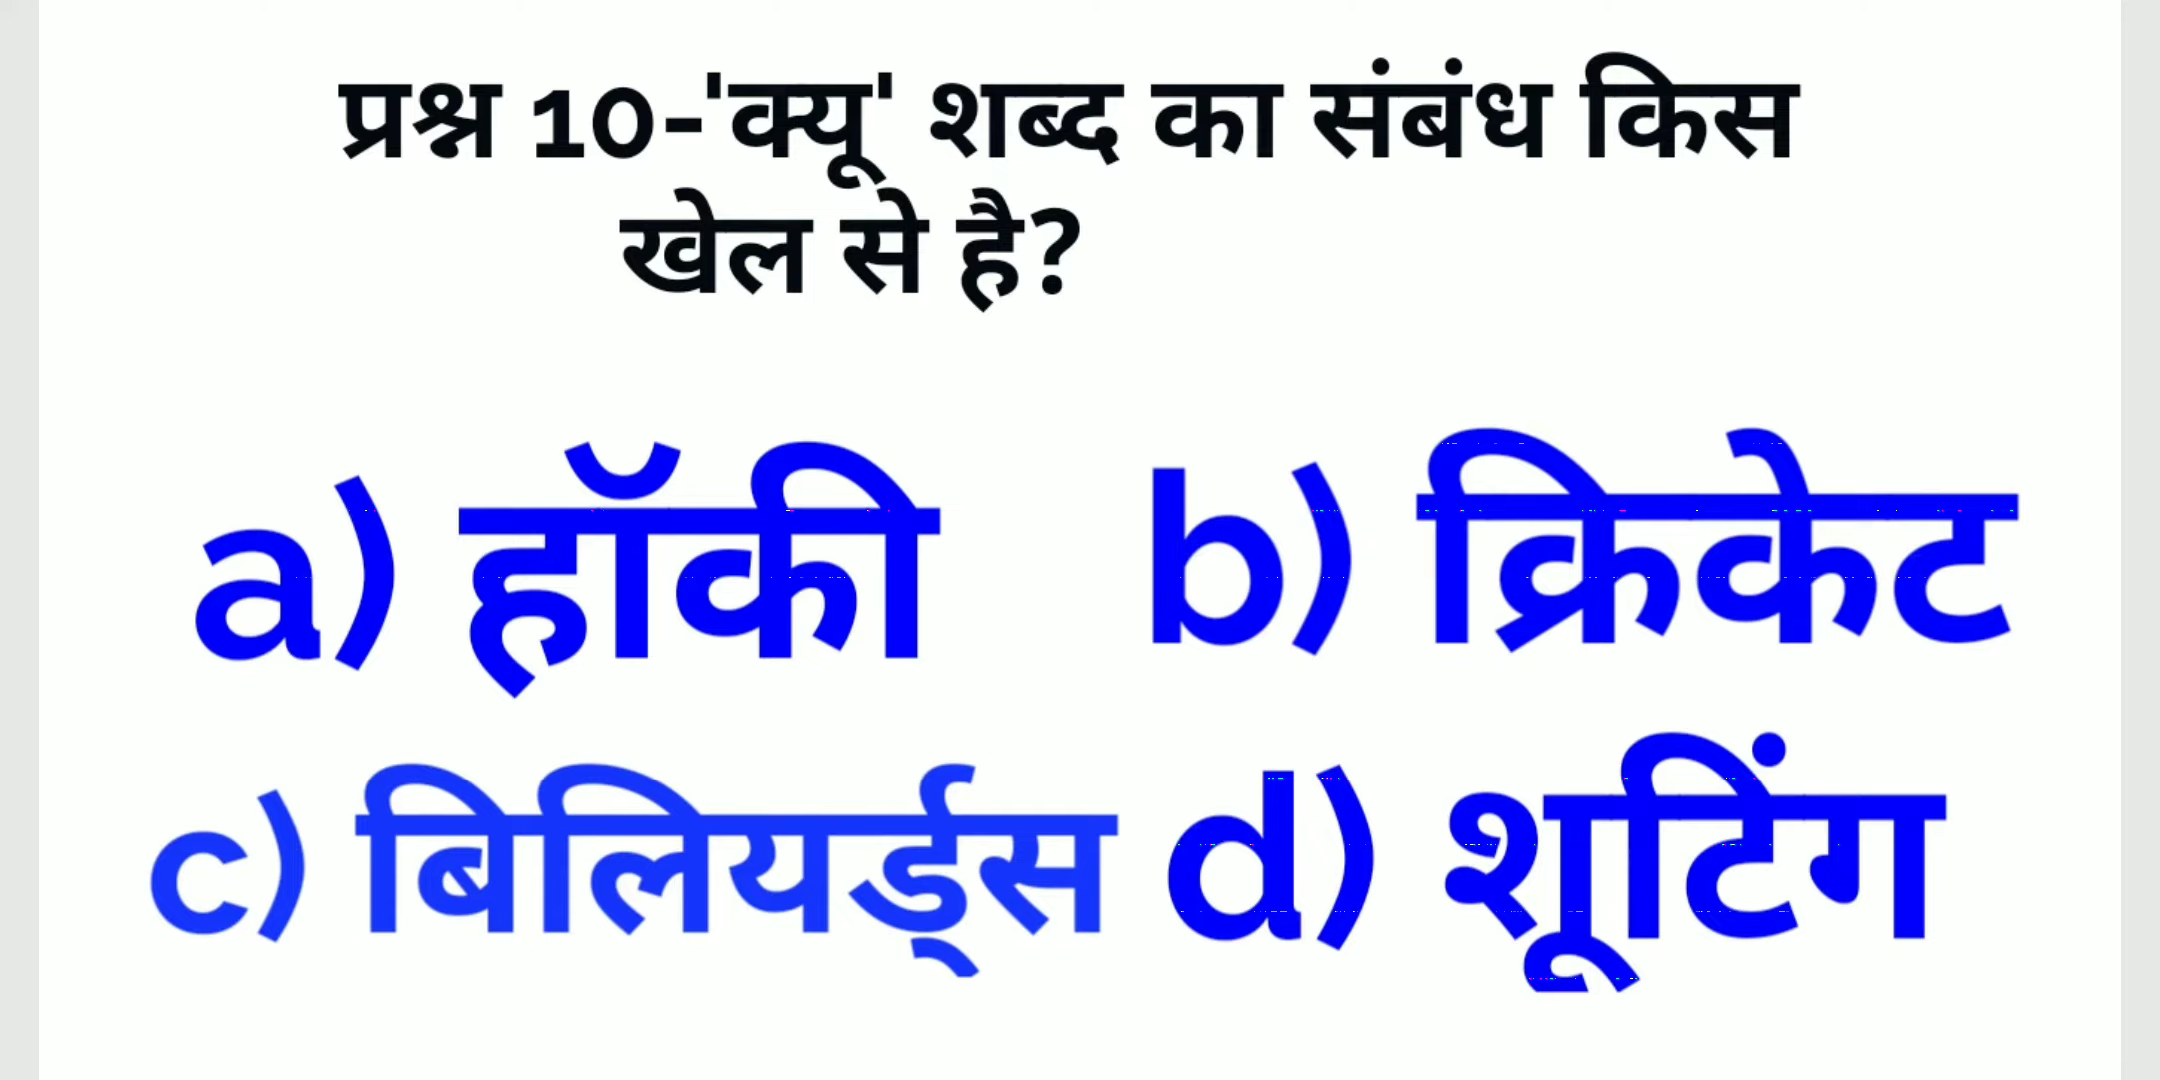 प्रश्न 10-'क्यू' शब्द का संबंध किस
खेल से है?
a) हॉकी b) क्रिकेट
c) बिलियर्ड्स d) शूटिंग